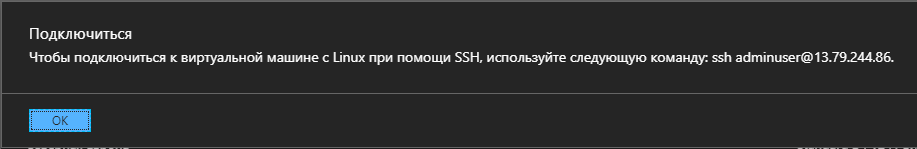 Подключиться
Чтобы подключиться к виртуальной машине с Linux при помощи SSH, используйте следующую команду: ssh adminuser@13.79.244.86.
OK